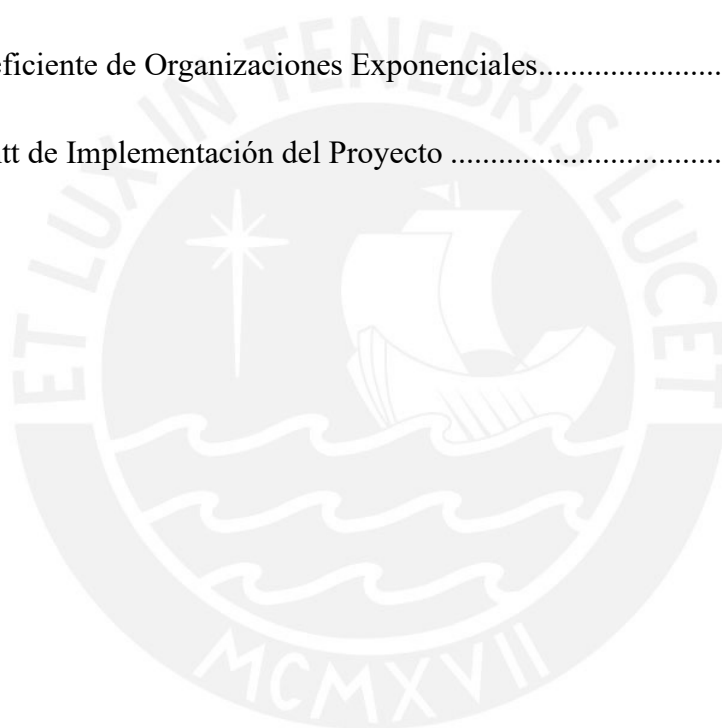 eficiente de Organizaciones Exponenciales.......................
tt de Implementación del Proyecto ..................................
ET LUX IN TENEBRIS LUCET
MCMXVII